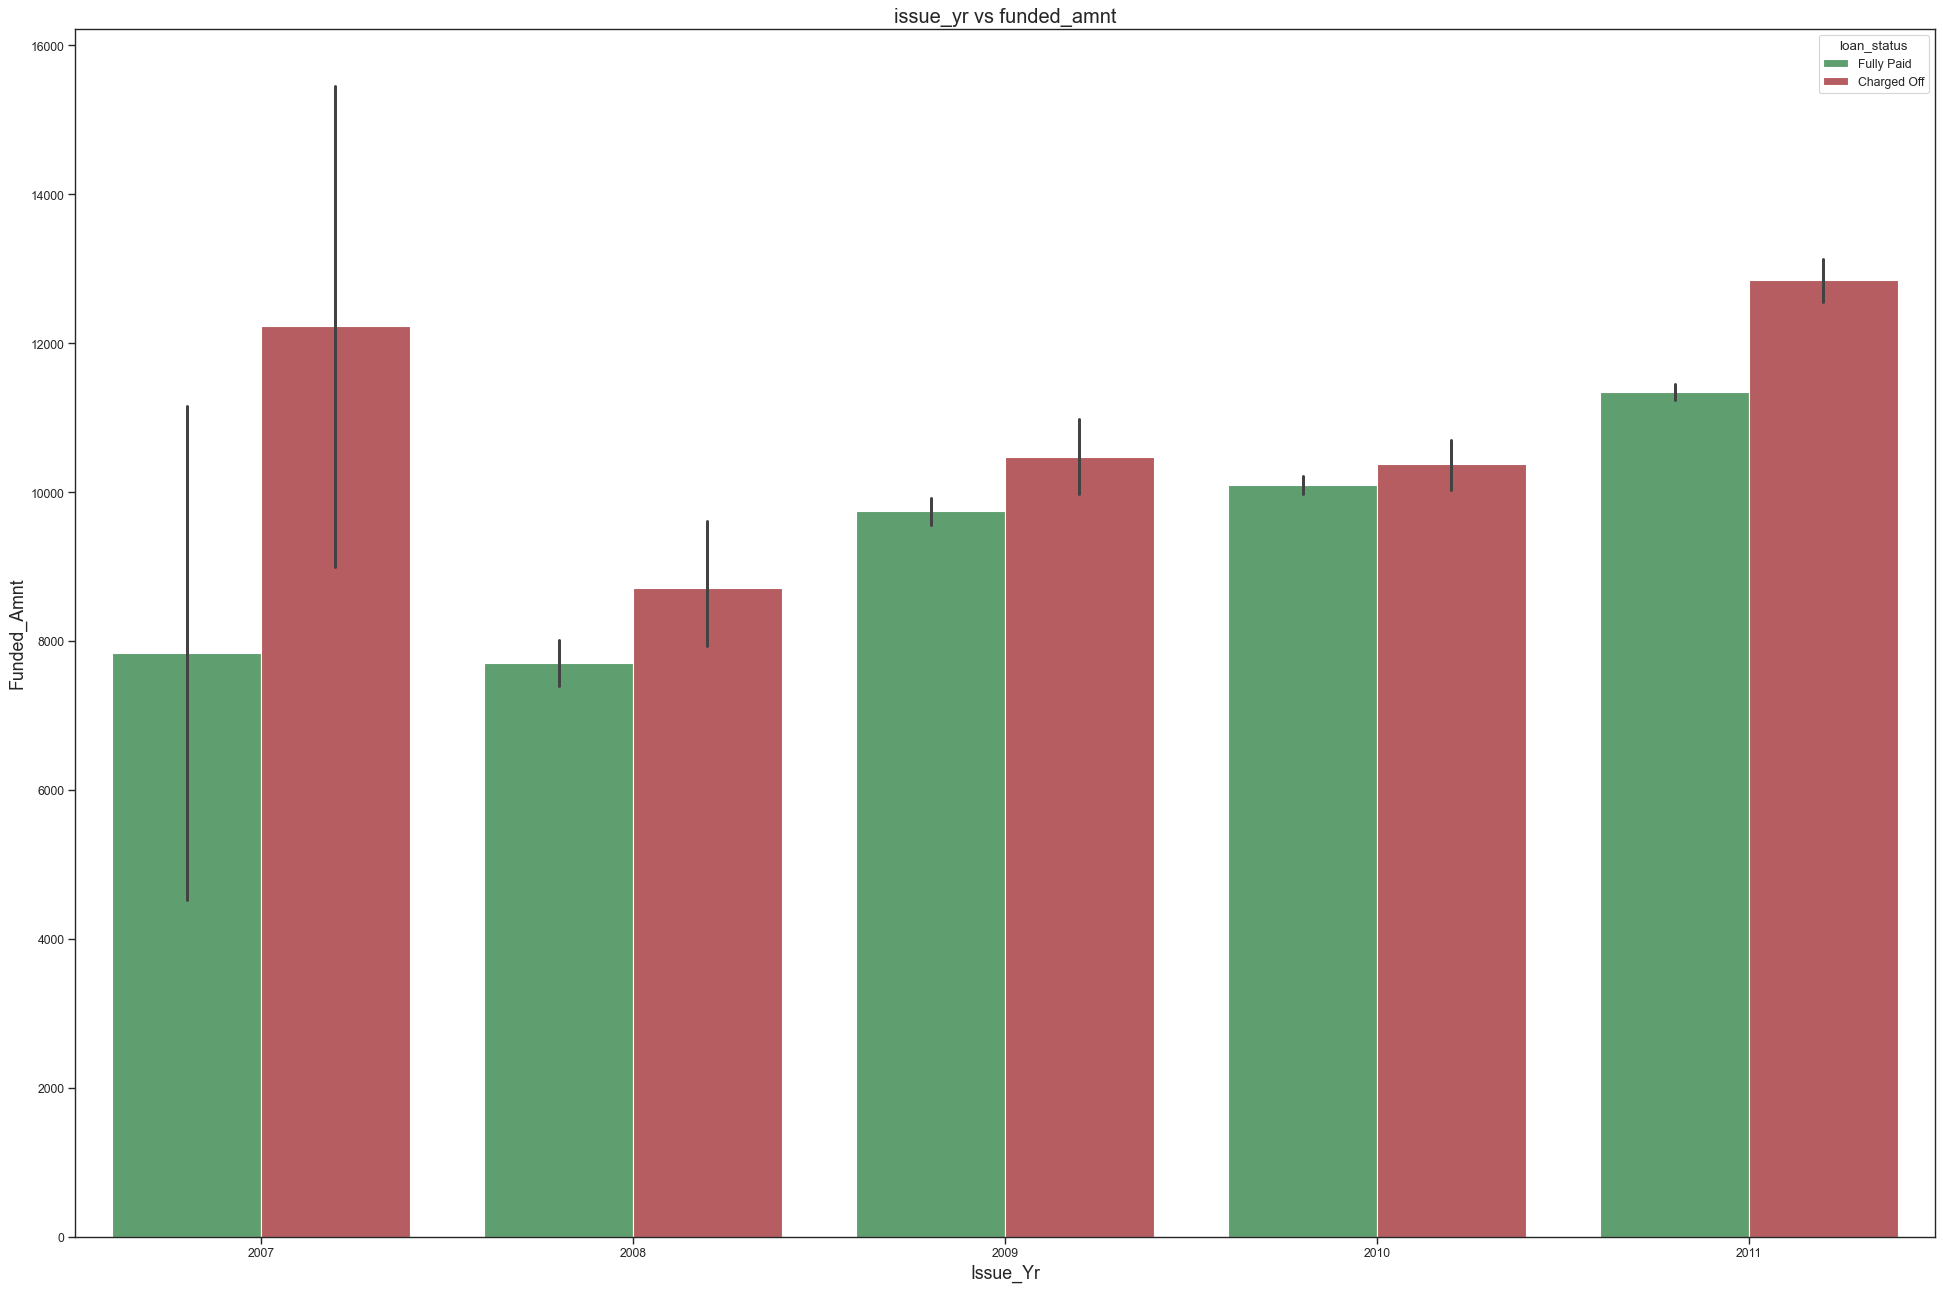 issue_yr vs funded_amnt
loan_status
Fully Paid
Charged Off
Funded_Amnt
16000
14000
12000
10000
8000
6000
4000
2000
0
2007 2008 2009 2010 2011
Issue_Yr